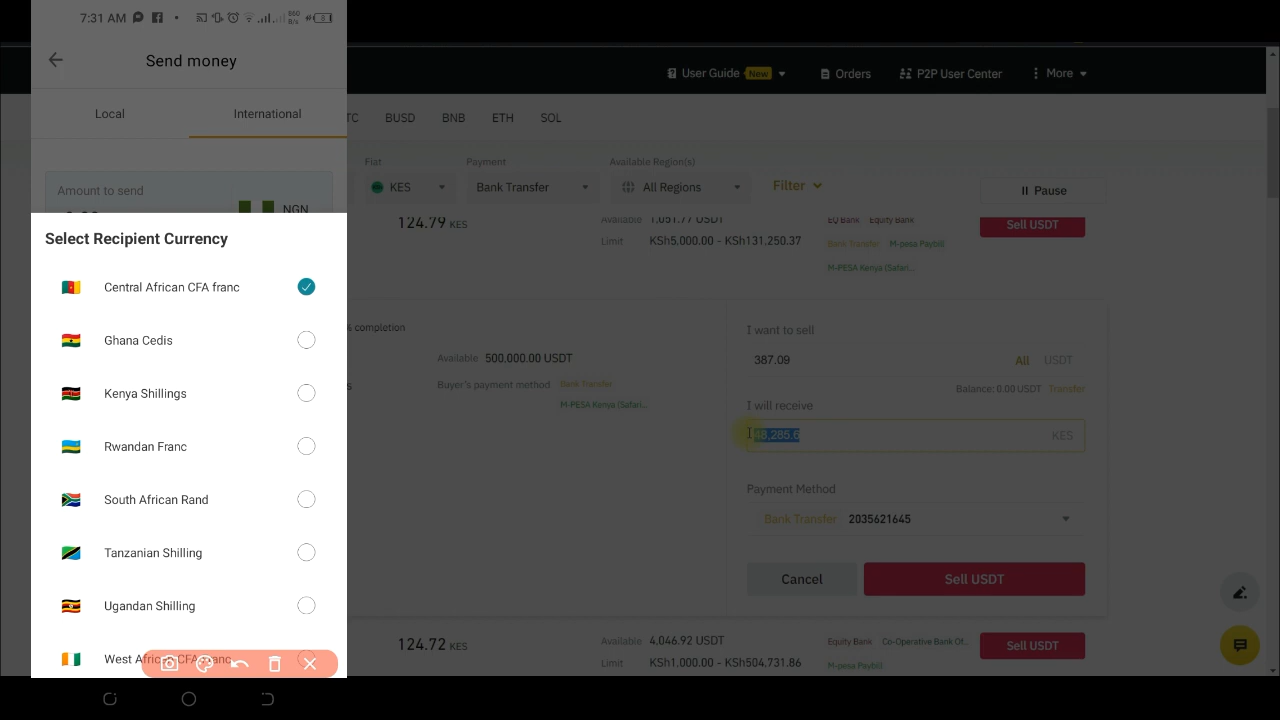 7:31 AM
Send money
Local
International
Amount to send
NGN
Select Recipient Currency
Central African CFA franc
Ghana Cedis
Kenya Shillings
Rwandan Franc
South African Rand
Tanzanian Shilling
Ugandan Shilling
West African CFA franc
User Guide New
Orders
P2P User Center
More
TC
BUSD
BNB
ETH
SOL
Fiat
Payment
Available Region(s)
KES
Bank Transfer
All Regions
Filter
Pause
124.79 KES
Available 1,051.77 USDT
Limit KSh5,000.00 - KSh131,250.37
EQ Bank Equity Bank
Bank Transfer M-pesa Paybill
M-PESA Kenya (Safari...
Sell USDT
% completion
Available 500,000.00 USDT
Buyer's payment method Bank Transfer
M-PESA Kenya (Safari...
I want to sell
387.09 All USDT
Balance: 0.00 USDT Transfer
I will receive
48,285.6 KES
Payment Method
Bank Transfer 2035621645
Cancel
Sell USDT
124.72 KES
Available 4,046.92 USDT
Limit KSh1,000.00 - KSh504,731.86
Equity Bank Co-Operative Bank Of...
M-pesa Paybill
Sell USDT